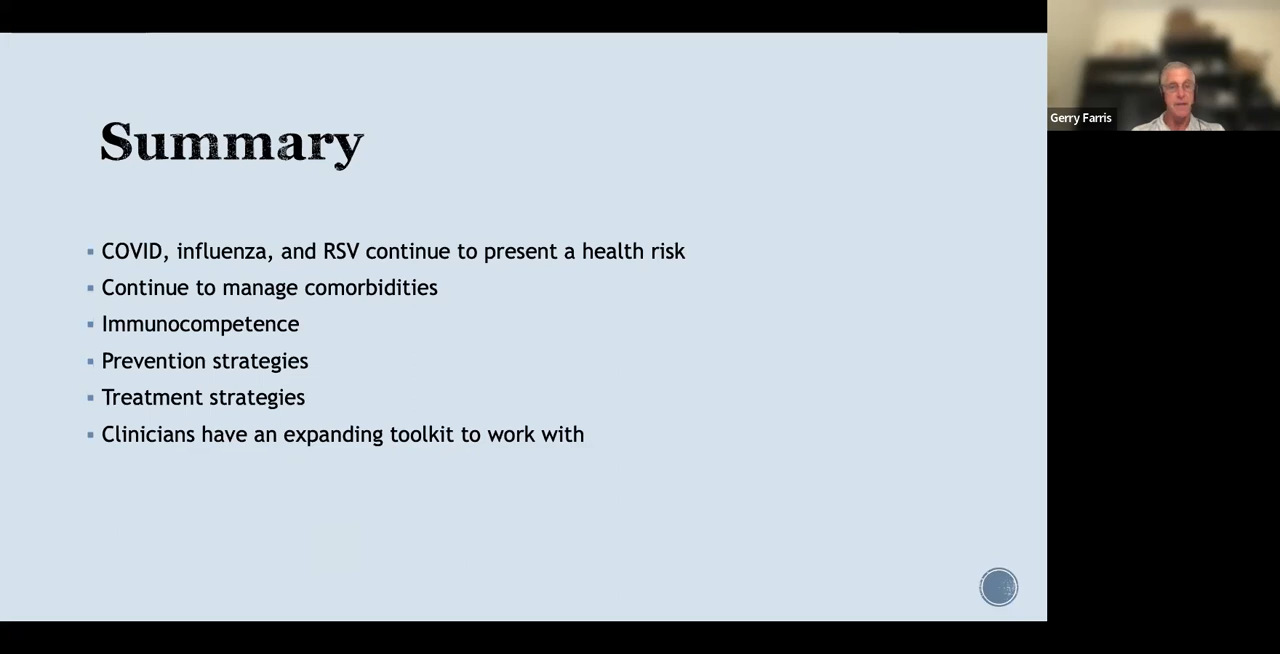 Summary
COVID, influenza, and RSV continue to present a health risk
Continue to manage comorbidities
Immunocompetence
Prevention strategies
Treatment strategies
Clinicians have an expanding toolkit to work with
Gerry Farris